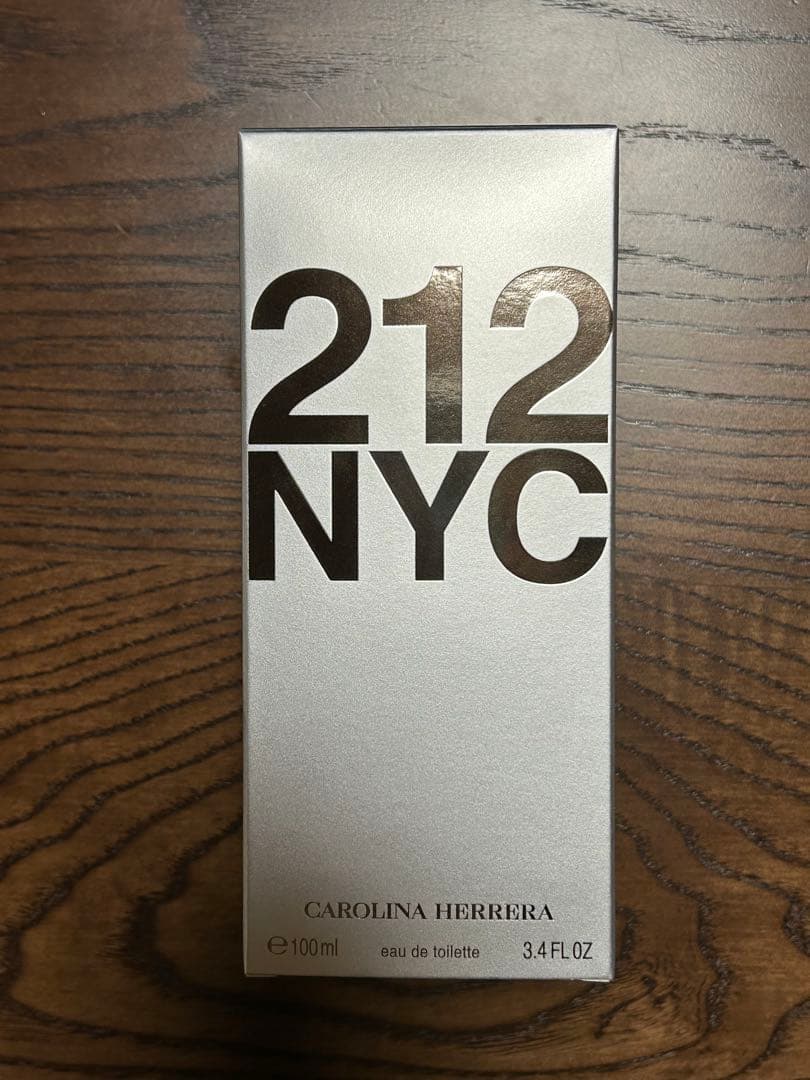 212
NYC
CAROLINA HERRERA
℮100ml eau de toilette 3.4 FL OZ